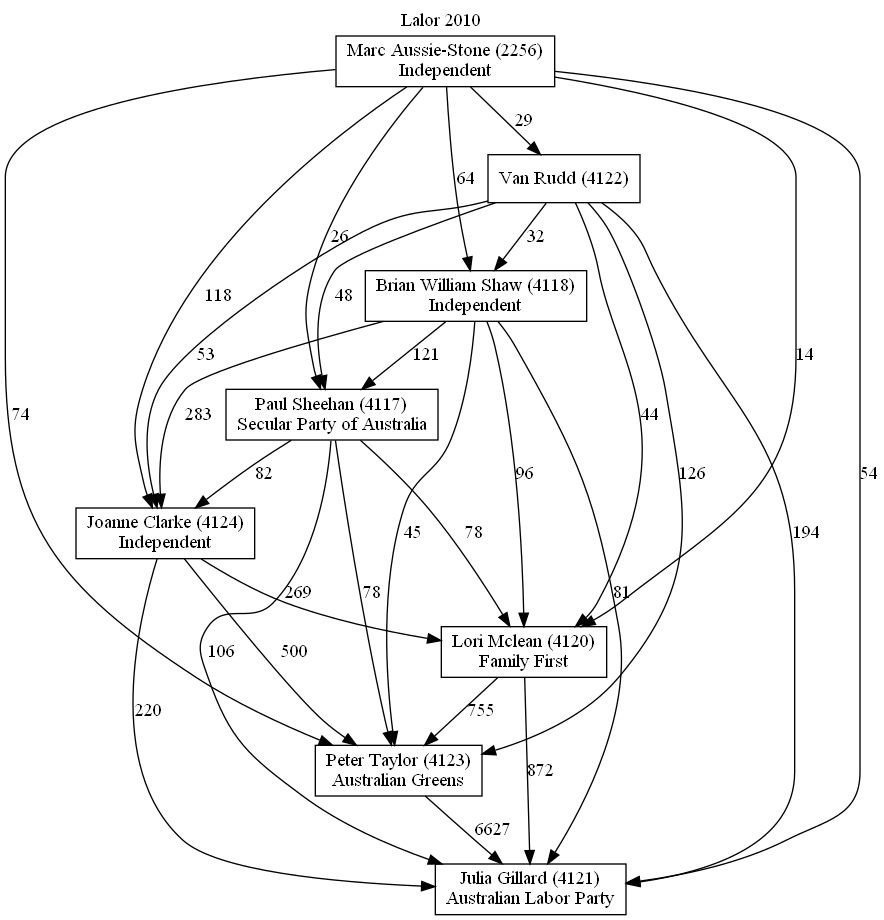 Lalor 2010
Marc Aussie-Stone (2256)
Independent
29
Van Rudd (4122)
64
26
32
Brian William Shaw (4118)
Independent
118
48
53
121
14
Paul Sheehan (4117)
Secular Party of Australia
74
283
44
82
96
126
54
Joanne Clarke (4124)
Independent
45
78
194
269
78
81
Lori Mclean (4120)
Family First
106
500
220
755
Peter Taylor (4123)
Australian Greens
872
6627
Julia Gillard (4121)
Australian Labor Party